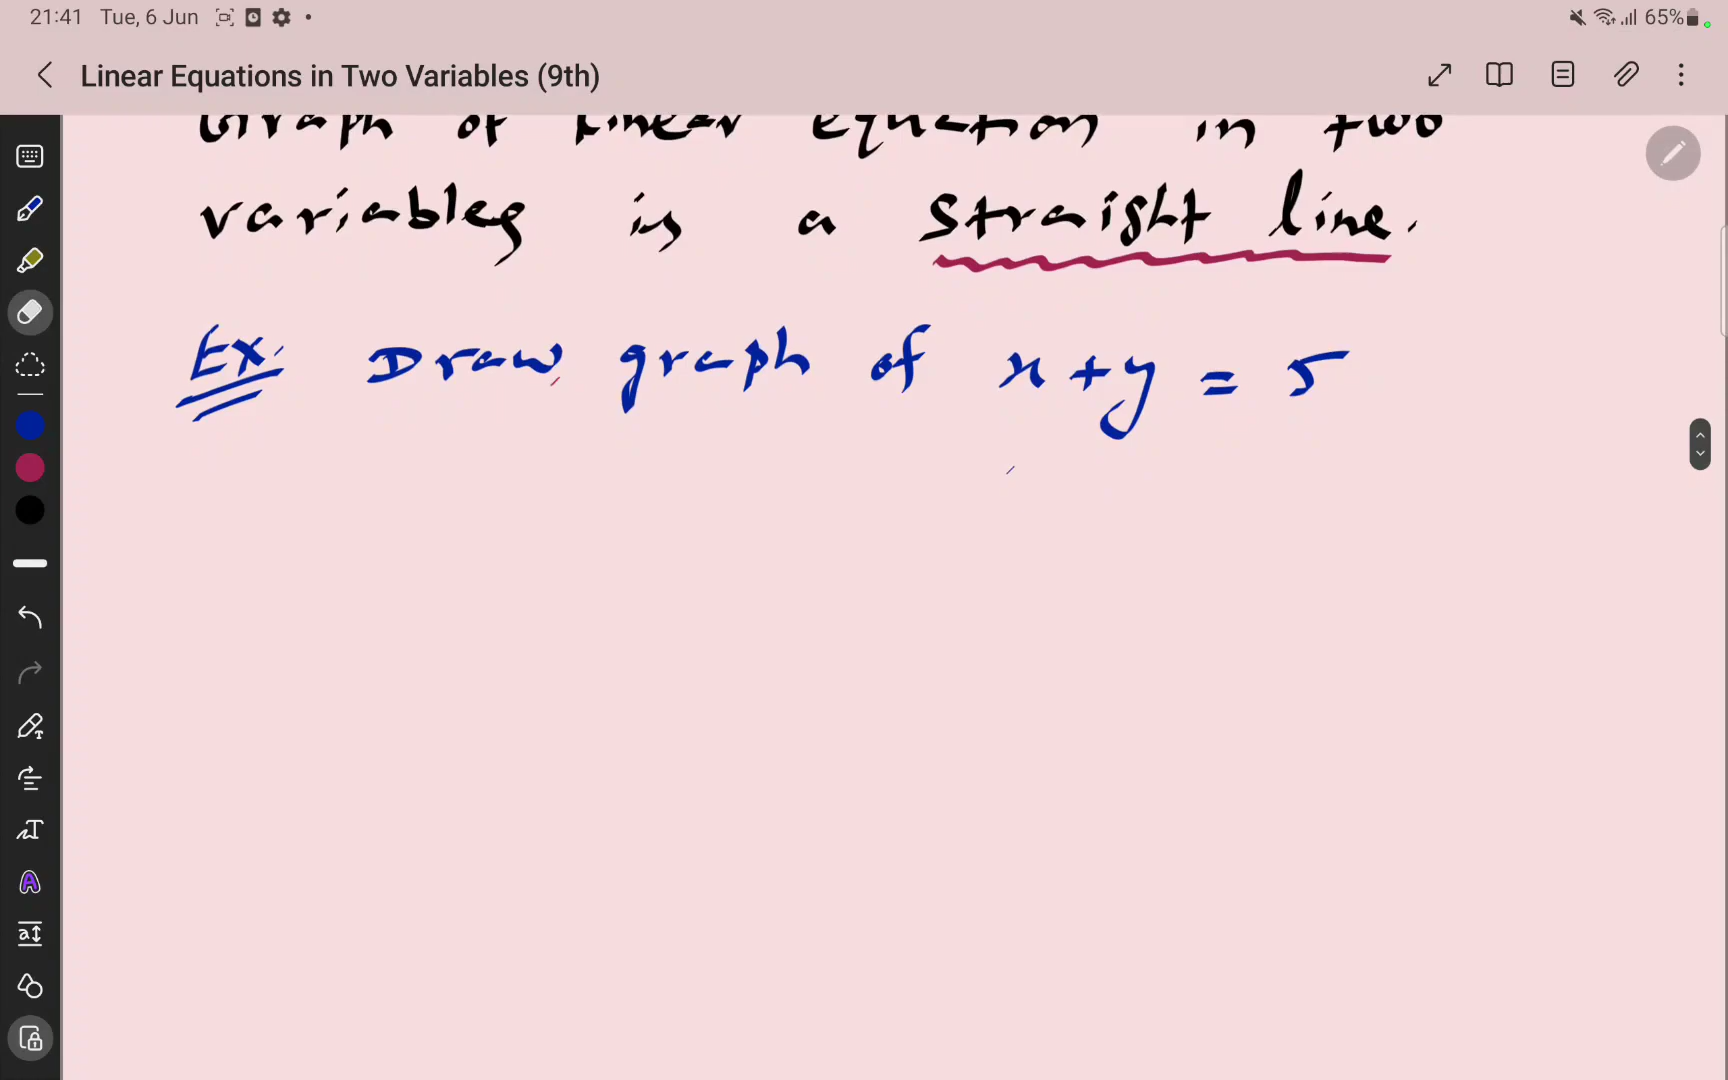 21:41 Tue, 6 Jun 65%
Linear Equations in Two Variables (9th)
Graph of Linear equation in two
variables is a straight line.
Ex: Draw graph of x + y = 5